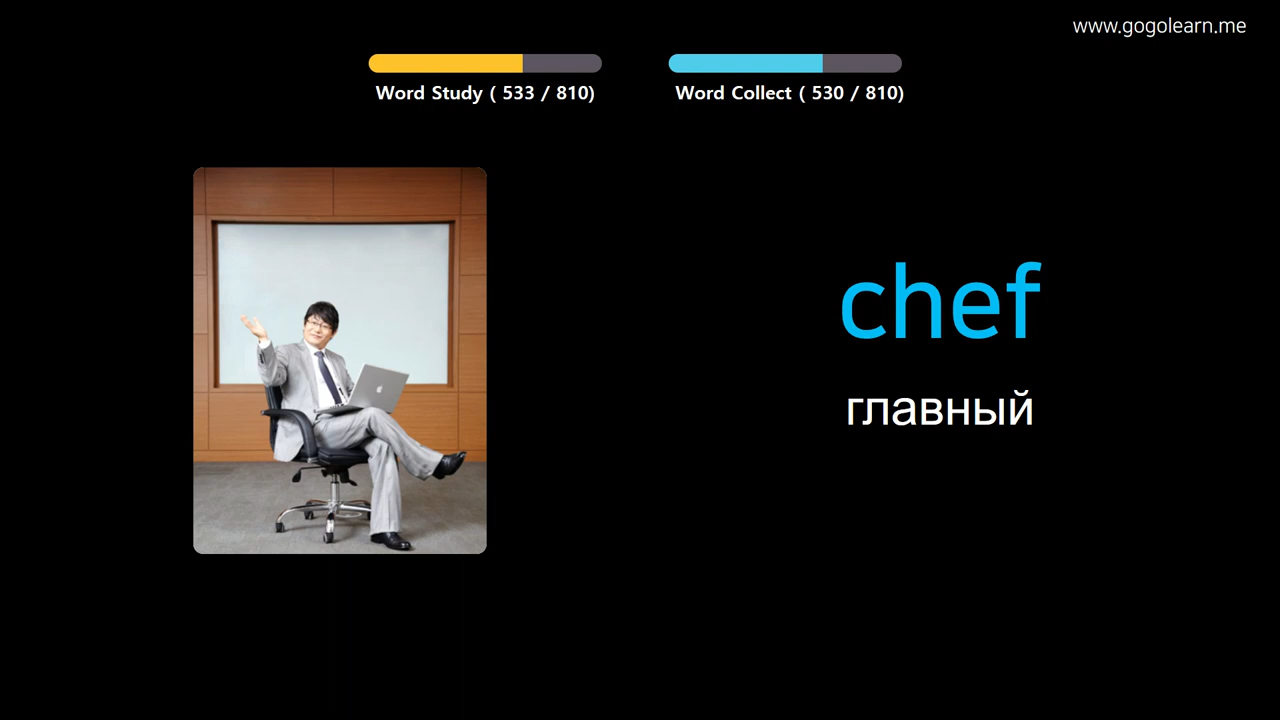 www.gogolearn.me
Word Study ( 533 / 810)
Word Collect ( 530 / 810)
chef
главный